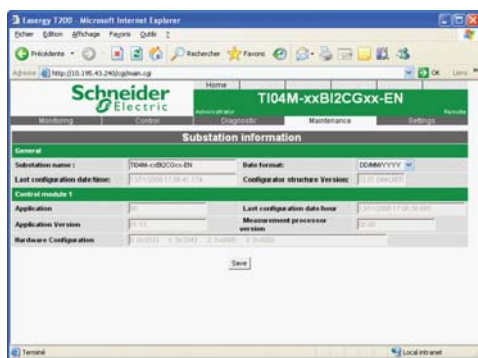 Easergy T200 - Microsoft Internet Explorer
Fichier Edition Affichage Favoris Outils ?
Précédente Rechercher Favoris
Adresse http://10.195.43.240/cgi/main.cgi OK Liens
Home
Schneider Electric
TI04M-xxBI2CGxx-EN
Administrator Remote
Monitoring Control Diagnostic Maintenance Settings
Substation information
General
Substation name : TI04M-xxBI2CGxx-EN Date format: DD/MM/YYYY
Last configuration date/time: Configurator structure Version:
Control module 1
Application Last configuration date hour
Application Version Measurement processor version
Hardware Configuration
Save
Terminé Local intranet